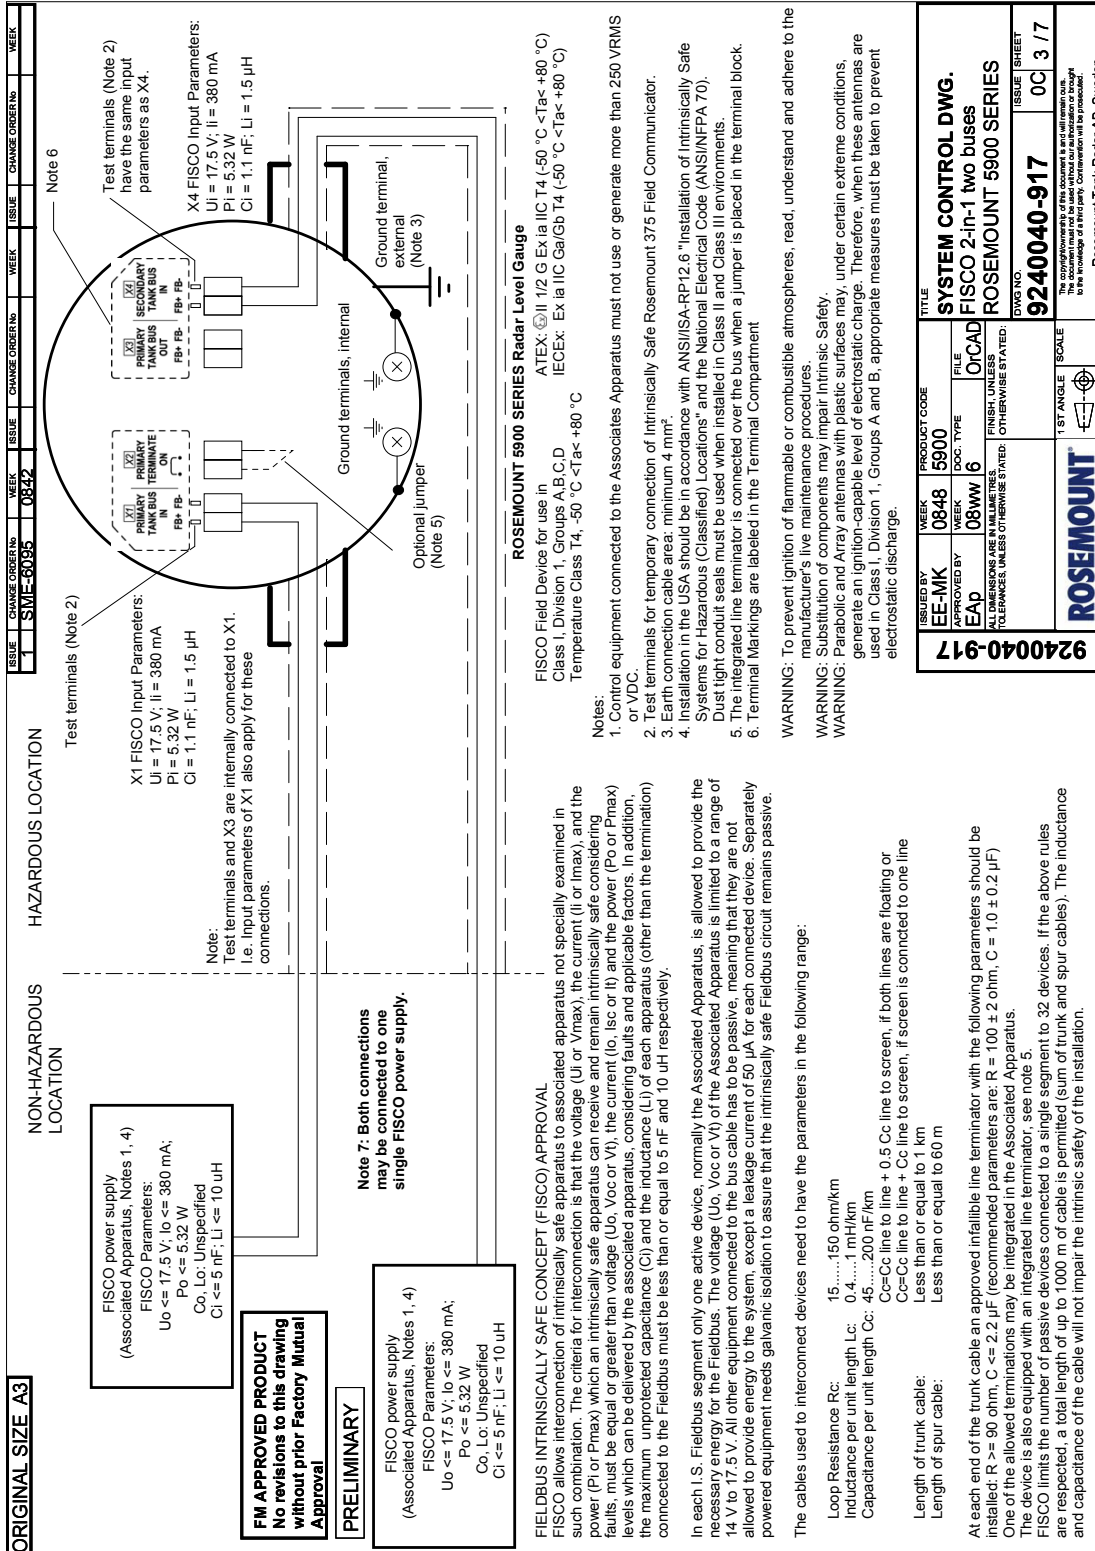 ORIGINAL SIZE  A3
ISSUE CHANGE ORDER No WEEK ISSUE CHANGE ORDER No WEEK ISSUE CHANGE ORDER No WEEK
1 SME-6095 0842
NON-HAZARDOUS
LOCATION
HAZARDOUS LOCATION
FISCO power supply
(Associated Apparatus, Notes 1, 4)
FISCO Parameters:
Uo <= 17.5 V; Io <= 380 mA;
Po <= 5.32 W
Co, Lo: Unspecified
Ci <= 5 nF; Li <= 10 uH
FM APPROVED PRODUCT
No revisions to this drawing
without prior Factory Mutual
Approval
PRELIMINARY
FISCO power supply
(Associated Apparatus, Notes 1, 4)
FISCO Parameters:
Uo <= 17.5 V; Io <= 380 mA;
Po <= 5.32 W
Co, Lo: Unspecified
Ci <= 5 nF; Li <= 10 uH
Note 7: Both connections
may be connected to one
single FISCO power supply.
Test terminals (Note 2)
X1 FISCO Input Parameters:
Ui = 17.5 V; Ii = 380 mA
Pi = 5.32 W
Ci = 1.1 nF; Li = 1.5 µH
Note:
Test terminals and X3 are internally connected to X1.
I.e. Input parameters of X1 also apply for these
connections.
X1
PRIMARY
TANK BUS
IN
FB+ FB-
X2
PRIMARY
TERMINATE
ON
X3
PRIMARY
TANK BUS
OUT
FB+ FB-
X4
SECONDARY
TANK BUS
IN
FB+ FB-
Note 6
Test terminals (Note 2)
have the same input
parameters as X4.
X4 FISCO Input Parameters:
Ui = 17.5 V; Ii = 380 mA
Pi = 5.32 W
Ci = 1.1 nF; Li = 1.5 µH
Ground terminals, internal
Ground terminal,
external
(Note 3)
Optional jumper
(Note 5)
ROSEMOUNT 5900 SERIES Radar Level Gauge
FISCO Field Device for use in
Class I, Division 1, Groups A,B,C,D
Temperature Class T4, -50 °C <Ta< +80 °C
ATEX: Ex II 1/2 G Ex ia IIC T4 (-50 °C <Ta< +80 °C)
IECEx: Ex ia IIC Ga/Gb T4 (-50 °C <Ta< +80 °C)
FIELDBUS INTRINSICALLY SAFE CONCEPT (FISCO) APPROVAL
FISCO allows interconnection of intrinsically safe apparatus to associated apparatus not specially examined in
such combination. The criteria for interconnection is that the voltage (Ui or Vmax), the current (Ii or Imax), and the
power (Pi or Pmax) which an intrinsically safe apparatus can receive and remain intrinsically safe considering
faults, must be equal or greater than voltage (Uo, Voc or Vt), the current (Io, Isc or It) and the power (Po or Pmax)
levels which can be delivered by the associated apparatus, considering faults and applicable factors. In addition,
the maximum unprotected capacitance (Ci) and the inductance (Li) of each apparatus (other than the termination)
conncected to the Fieldbus must be less than or equal to 5 nF and 10 uH respectively.
In each I.S. Fieldbus segment only one active device, normally the Associated Apparatus, is allowed to provide the
necessary energy for the Fieldbus. The voltage (Uo, Voc or Vt) of the Associated Apparatus is limited to a range of
14 V to 17.5 V. All other equipment connected to the bus cable has to be passive, meaning that they are not
allowed to provide energy to the system, except a leakage current of 50 µA for each connected device. Separately
powered equipment needs galvanic isolation to assure that the intrinsically safe Fieldbus circuit remains passive.
The cables used to interconnect devices need to have the parameters in the following range:
Loop Resistance Rc: 15......150 ohm/km
Inductance per unit length Lc: 0.4....1 mH/km
Capacitance per unit length Cc: 45......200 nF/km
Cc=Cc line to line + 0.5 Cc line to screen, if both lines are floating or
Cc=Cc line to line + Cc line to screen, if screen is conncted to one line
Length of trunk cable: Less than or equal to 1 km
Length of spur cable: Less than or equal to 60 m
At each end of the trunk cable an approved infallible line terminator with the following parameters should be
installed: R >= 90 ohm, C <= 2.2 µF (recommended parameters are: R = 100 ± 2 ohm, C = 1.0 ± 0.2 µF)
One of the allowed terminations may be integrated in the Associated Apparatus.
The device is also equipped with an integrated line terminator, see note 5.
FISCO limits the number of passive devices connected to a single segment to 32 devices. If the above rules
are respected, a total length of up to 1000 m of cable is permitted (sum of trunk and spur cables). The inductance
and capacitance of the cable will not impair the intrinsic safety of the installation.
Notes:
1. Control equipment connected to the Associates Apparatus must not use or generate more than 250 VRMS
or VDC.
2. Test terminals for temporary connection of Intrinsically Safe Rosemount 375 Field Communicator.
3. Earth connection cable area: minimum 4 mm².
4. Installation in the USA should be in accordance with ANSI/ISA-RP12.6 "Installation of Intrinsically Safe
Systems for Hazardous (Classified) Locations" and the National Electrical Code (ANSI/NFPA 70).
Dust tight conduit seals must be used when installed in Class II and Class III environments.
5. The integrated line terminator is connected over the bus when a jumper is placed in the terminal block.
6. Terminal Markings are labeled in the Terminal Compartment
WARNING: To prevent ignition of flammable or combustible atmospheres, read, understand and adhere to the
manufacturer's live maintenance procedures.
WARNING: Substitution of components may impair Intrinsic Safety.
WARNING: Parabolic and Array antennas with plastic surfaces may, under certain extreme conditions,
generate an ignition-capable level of electrostatic charge. Therefore, when these antennas are
used in Class I, Division 1, Groups A and B, appropriate measures must be taken to prevent
electrostatic discharge.
9240040-917
ISSUED BY WEEK PRODUCT CODE
EE-MK 0848 5900
APPROVED BY WEEK DOC. TYPE FILE
EAp 08ww 6 OrCAD
ALL DIMENSIONS ARE IN MILLIMETRES.
TOLERANCES, UNLESS OTHERWISE STATED:
FINISH, UNLESS
OTHERWISE STATED:
TITLE
SYSTEM CONTROL DWG.
FISCO 2-in-1 two buses
ROSEMOUNT 5900 SERIES
DWG NO. ISSUE SHEET
9240040-917 0C 3 / 7
ROSEMOUNT
1 ST ANGLE SCALE
The copyright/ownership of this document is and will remain ours.
The document must not be used without our authorization or brought
to the knowledge of a third party. Contravention will be prosecuted.
Rosemount Tank Radar AB, Sweden